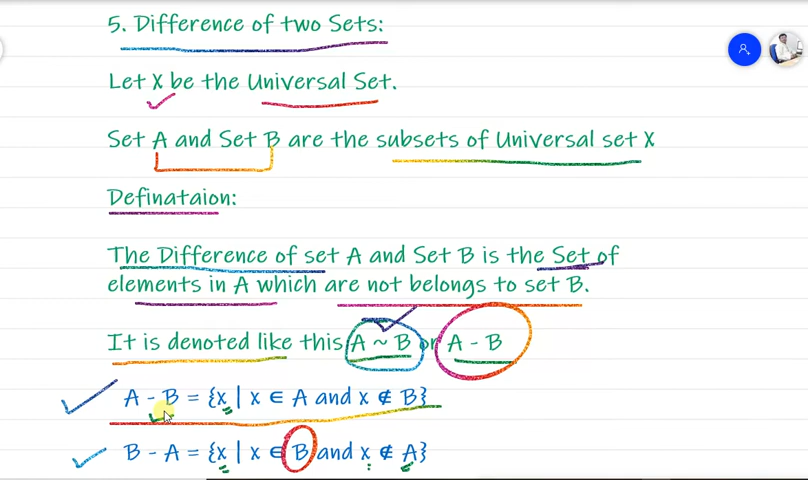 5. Difference of two Sets:
Let X be the Universal Set.
Set A and Set B are the subsets of Universal set X
Definataion:
The Difference of set A and Set B is the Set of
elements in A which are not belongs to set B.
It is denoted like this A ~ B or A - B
A - B = {x | x ∈ A and x ∉ B}
B - A = {x | x ∈ B and x ∉ A}